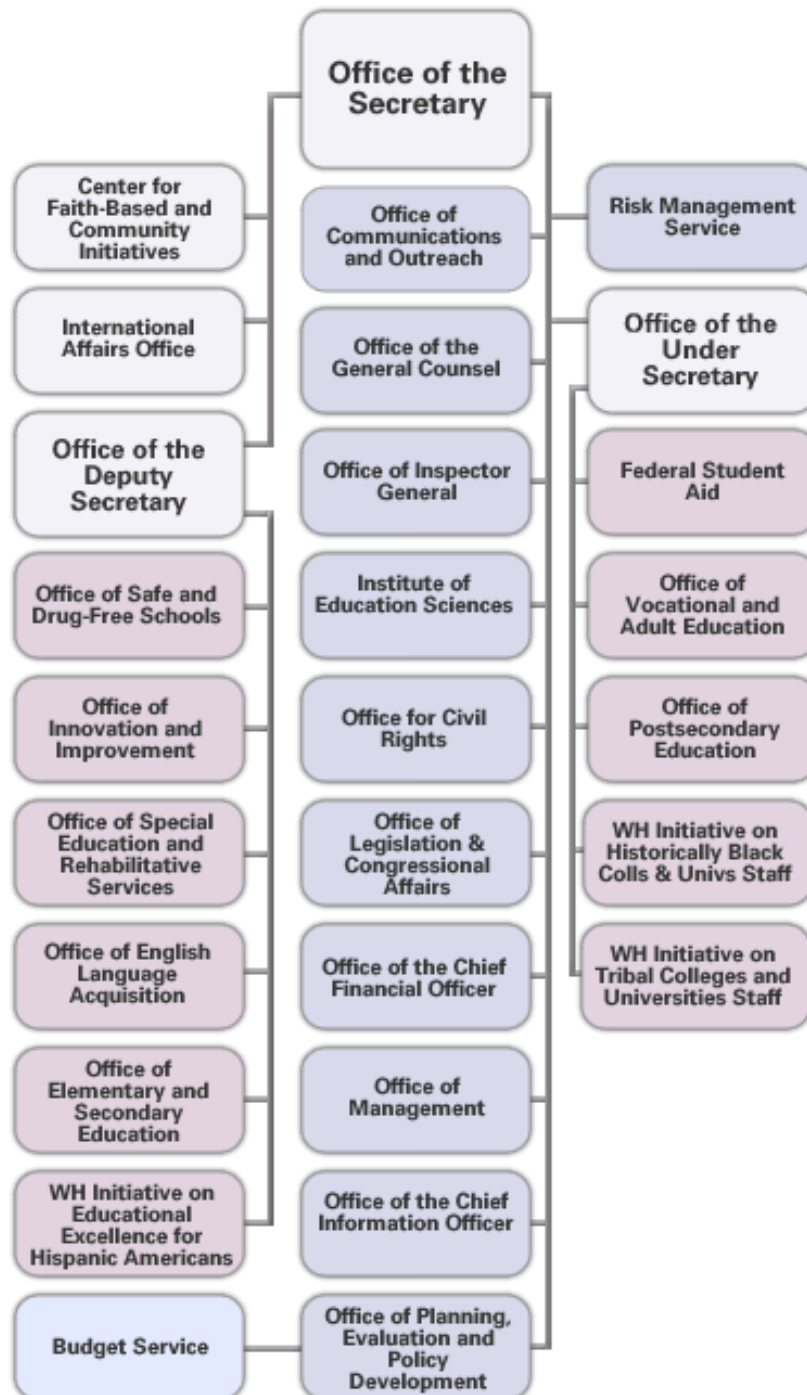 Office of the
Secretary
Center for
Faith-Based and
Community
Initiatives
International
Affairs Office
Office of the
Deputy
Secretary
Office of Safe and
Drug-Free Schools
Office of
Innovation and
Improvement
Office of Special
Education and
Rehabilitative
Services
Office of English
Language
Acquisition
Office of
Elementary and
Secondary
Education
WH Initiative on
Educational
Excellence for
Hispanic Americans
Budget Service
Office of
Communications
and Outreach
Office of the
General Counsel
Office of Inspector
General
Institute of
Education Sciences
Office for Civil
Rights
Office of
Legislation &
Congressional
Affairs
Office of the Chief
Financial Officer
Office of
Management
Office of the Chief
Information Officer
Office of Planning,
Evaluation and
Policy
Development
Risk Management
Service
Office of the
Under
Secretary
Federal Student
Aid
Office of
Vocational and
Adult Education
Office of
Postsecondary
Education
WH Initiative on
Historically Black
Colls & Univs Staff
WH Initiative on
Tribal Colleges and
Universities Staff